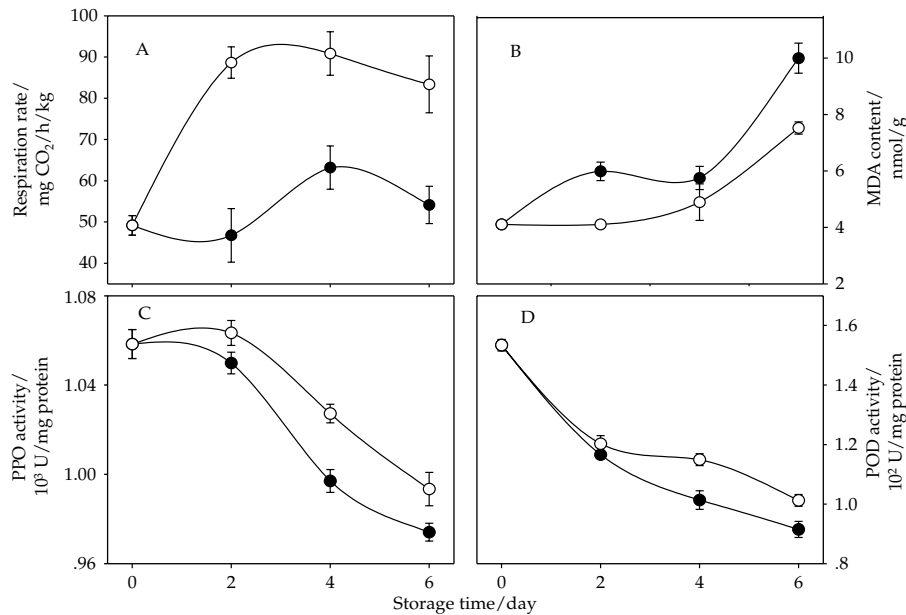 A
Respiration rate/
mg CO₂/h/kg
100
90
80
70
60
50
40
B
MDA content/
nmol/g
10
8
6
4
2
C
PPO activity/
10³ U/mg protein
1.08
1.04
1.00
.96
0
2
4
6
D
POD activity/
10² U/mg protein
1.6
1.4
1.2
1.0
.8
0
2
4
6
Storage time/day